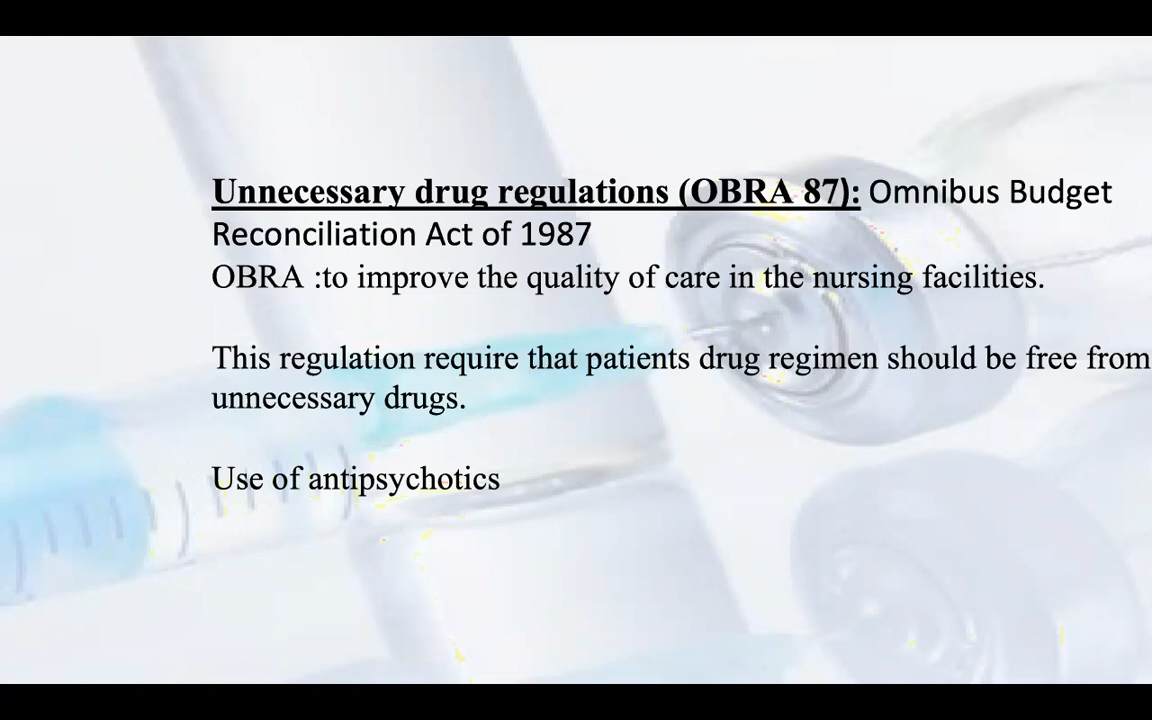 Unnecessary drug regulations (OBRA 87): Omnibus Budget
Reconciliation Act of 1987
OBRA :to improve the quality of care in the nursing facilities.
This regulation require that patients drug regimen should be free from
unnecessary drugs.
Use of antipsychotics